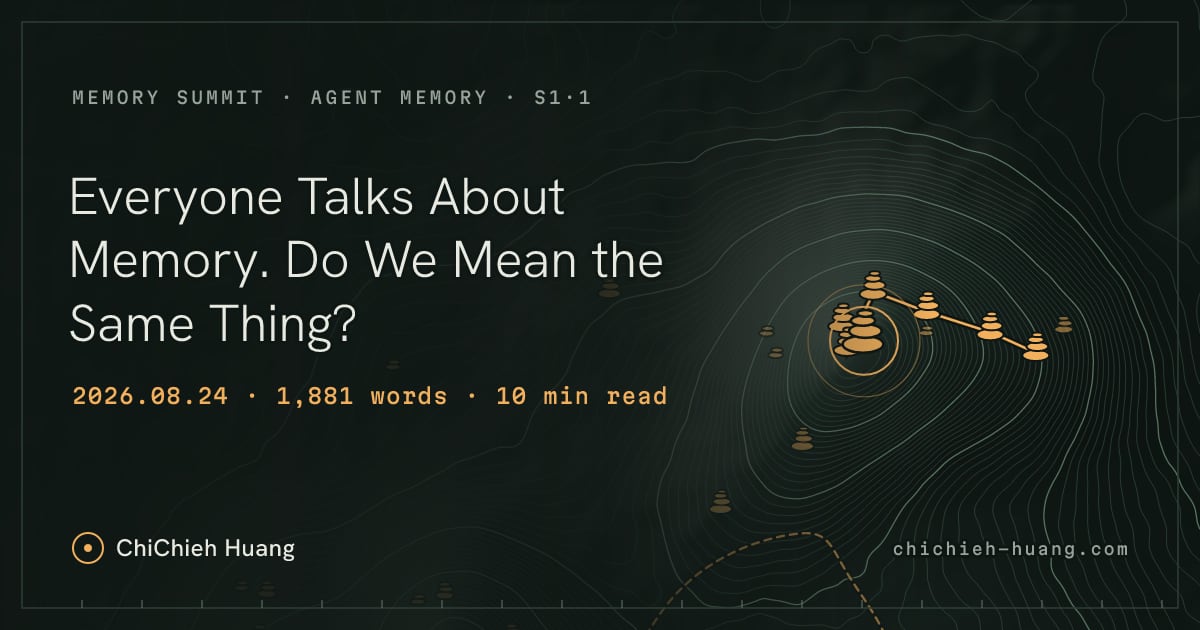 MEMORY SUMMIT · AGENT MEMORY · S1·1
Everyone Talks About
Memory. Do We Mean the
Same Thing?
2026.08.24 · 1,881 words · 10 min read
ChiChieh Huang
chichieh-huang.com